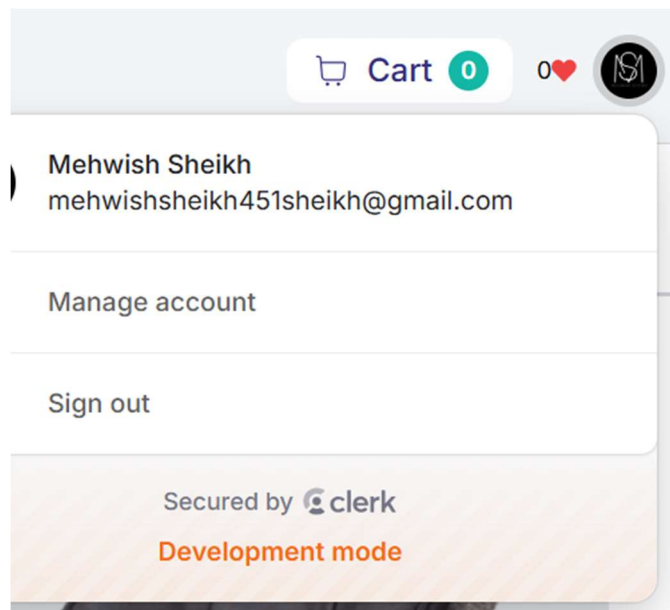 Cart 0 0
Mehwish Sheikh
mehwishsheikh451sheikh@gmail.com
Manage account
Sign out
Secured by clerk
Development mode